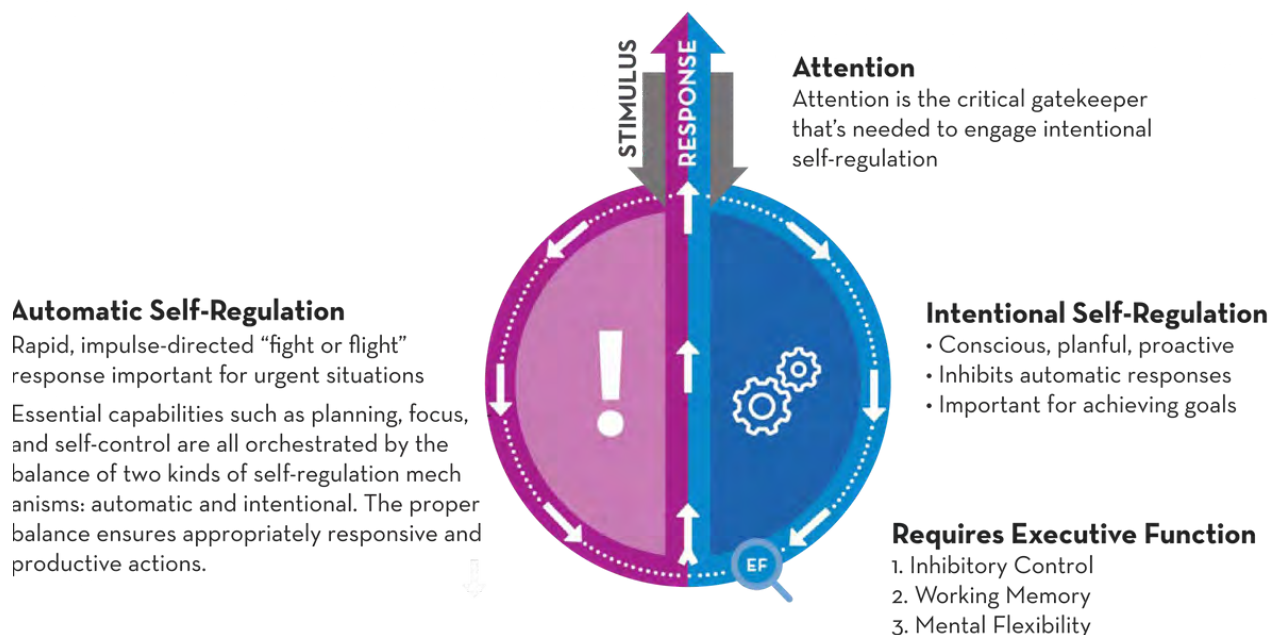 STIMULUS
RESPONSE
Attention
Attention is the critical gatekeeper
that's needed to engage intentional
self-regulation
Automatic Self-Regulation
Rapid, impulse-directed “fight or flight”
response important for urgent situations
Essential capabilities such as planning, focus,
and self-control are all orchestrated by the
balance of two kinds of self-regulation mech
anisms: automatic and intentional. The proper
balance ensures appropriately responsive and
productive actions.
Intentional Self-Regulation
• Conscious, planful, proactive
• Inhibits automatic responses
• Important for achieving goals
EF
Requires Executive Function
1. Inhibitory Control
2. Working Memory
3. Mental Flexibility